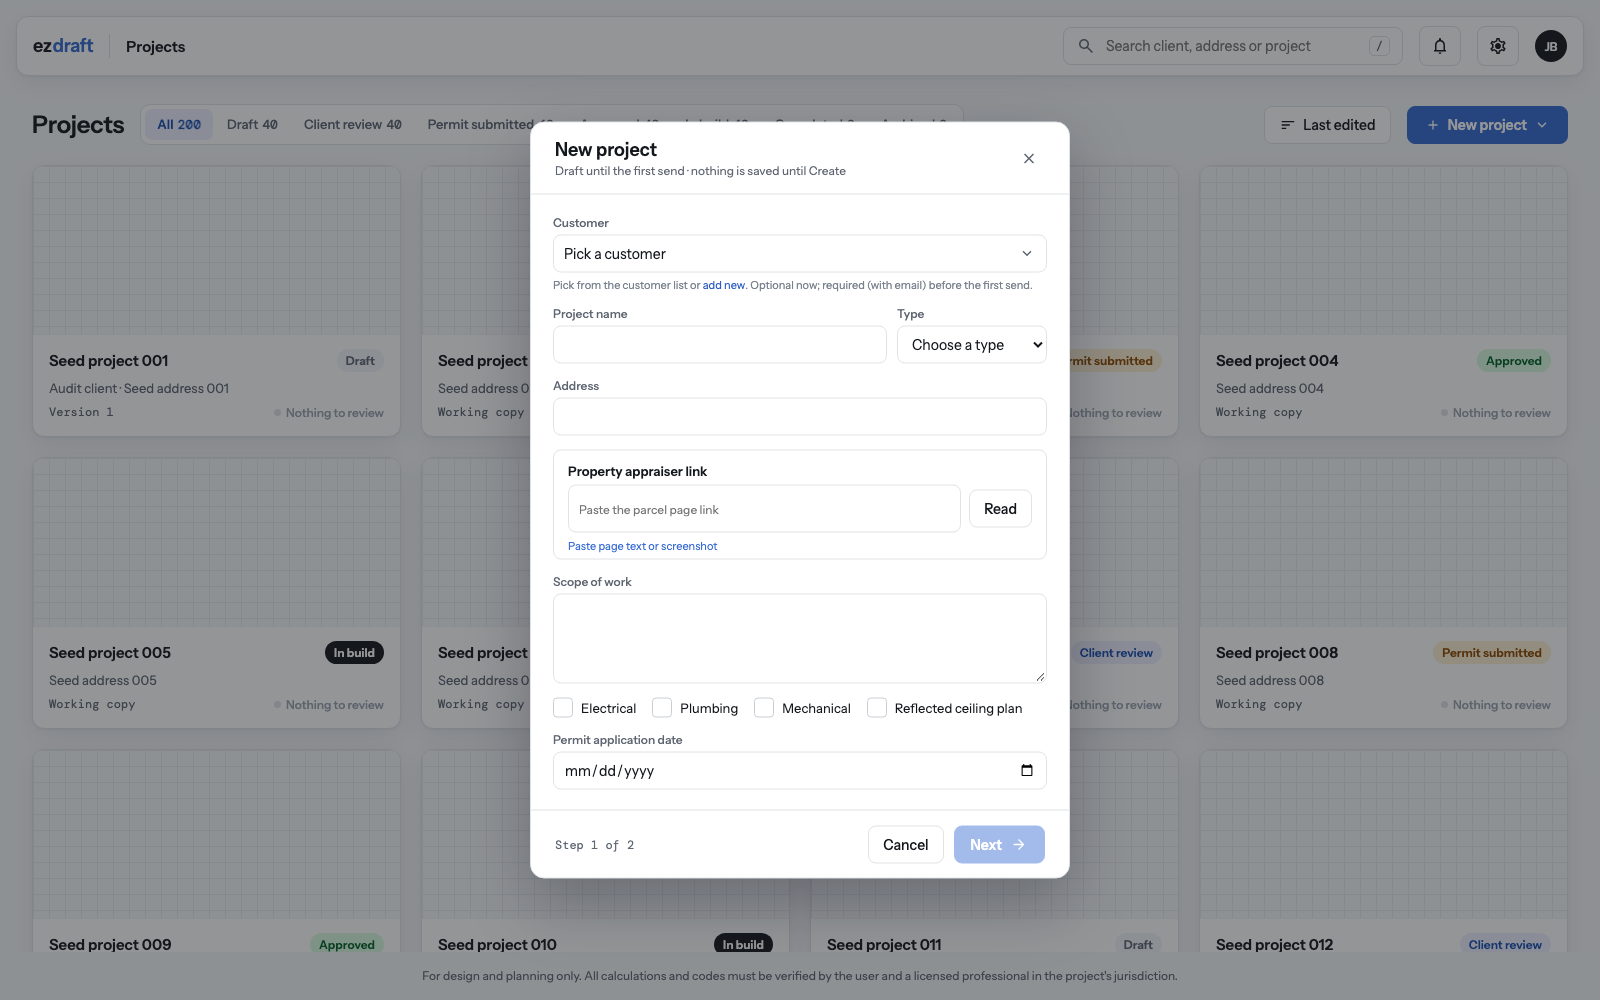 ezdraft Projects Search client, address or project / JB
Projects All 200 Draft 40 Client review 40 Permit submitted Last edited + New project
New project
Draft until the first send · nothing is saved until Create
Customer
Pick a customer
Pick from the customer list or add new. Optional now; required (with email) before the first send.
Project name Type
Choose a type
Address
Property appraiser link
Paste the parcel page link Read
Paste page text or screenshot
Scope of work
Electrical Plumbing Mechanical Reflected ceiling plan
Permit application date
mm/dd/yyyy
Step 1 of 2 Cancel Next
Seed project 001 Draft
Audit client · Seed address 001
Version 1 Nothing to review
Seed project
Seed address 0
Working copy
mit submitted
Nothing to review
Seed project 004 Approved
Seed address 004
Working copy Nothing to review
Seed project 005 In build
Seed address 005
Working copy Nothing to review
Seed project
Seed address 0
Working copy
Client review
Nothing to review
Seed project 008 Permit submitted
Seed address 008
Working copy Nothing to review
Seed project 009 Approved
Seed project 010 In build
Seed project 011 Draft
Seed project 012 Client review
For design and planning only. All calculations and codes must be verified by the user and a licensed professional in the project's jurisdiction.